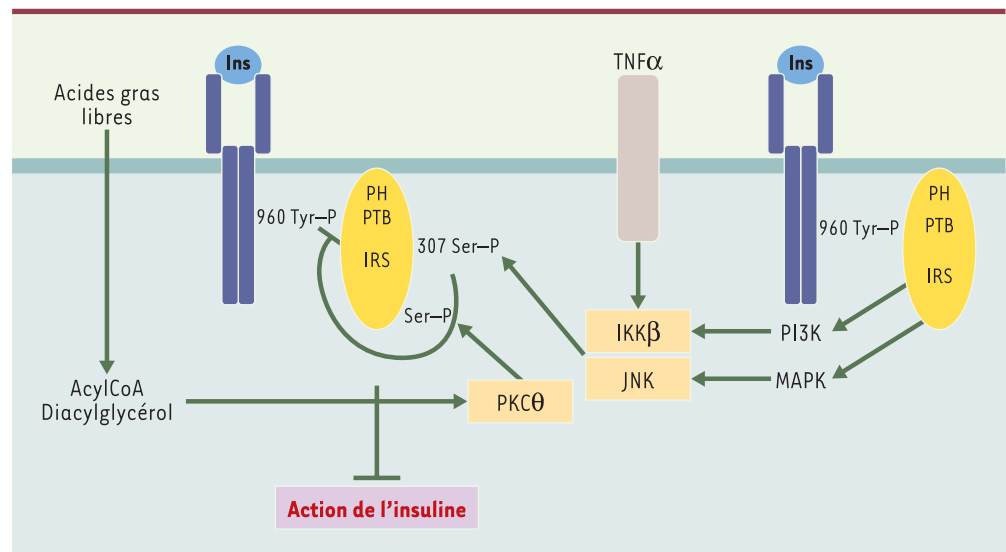 Ins
TNFα
Ins
Acides gras
libres
PH
PTB
IRS
960 Tyr–P
307 Ser–P
Ser–P
PH
PTB
IRS
960 Tyr–P
IKKβ
PI3K
JNK
MAPK
AcylCoA
Diacylglycérol
PKCθ
Action de l’insuline